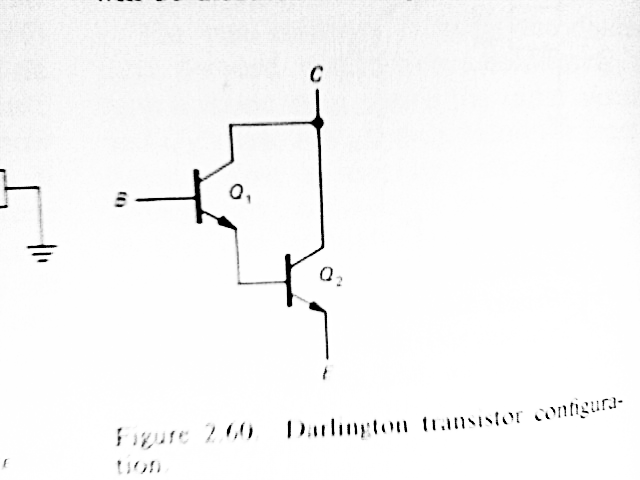 C
B
Q₁
Q₂
E
Figure 2.60. Darlington transistor configura-
tion.